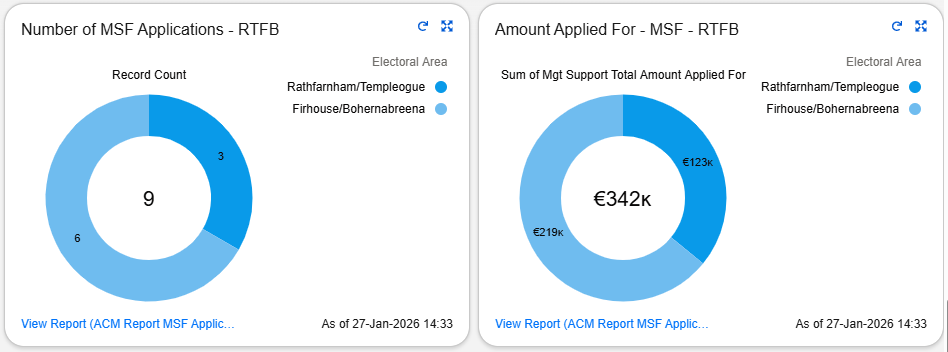 Number of MSF Applications - RTFB
Electoral Area
Record Count
Rathfarnham/Templeogue
Firhouse/Bohernabreena
3
9
6
View Report (ACM Report MSF Applic...
As of 27-Jan-2026 14:33
Amount Applied For - MSF - RTFB
Electoral Area
Sum of Mgt Support Total Amount Applied For
Rathfarnham/Templeogue
Firhouse/Bohernabreena
€123K
€342K
€219K
View Report (ACM Report MSF Applic...
As of 27-Jan-2026 14:33